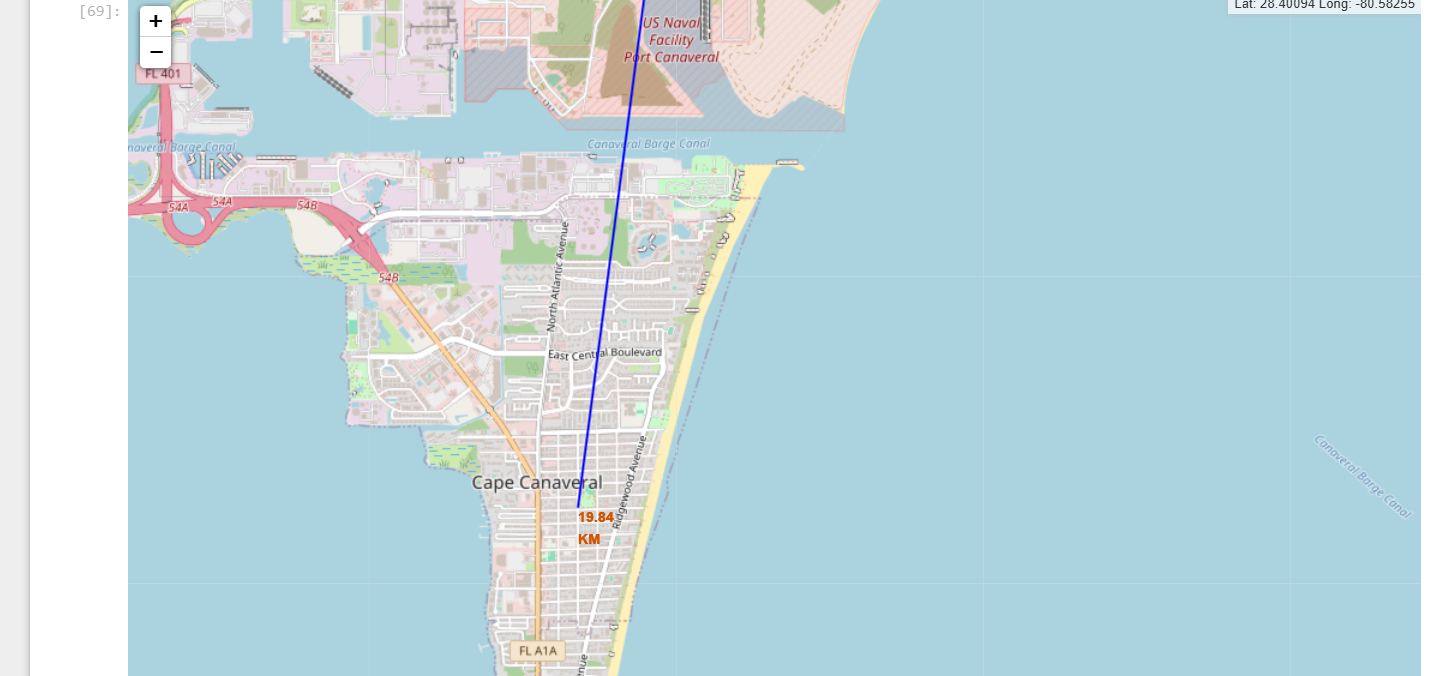 [69]:
+
−
Lat: 28.40094 Long: -80.58255
US Naval
Facility
Port Canaveral
FL 401
Canaveral Barge Canal
naveral Barge Canal
54A
54A
54B
54B
North Atlantic Avenue
East Central Boulevard
Ridgewood Avenue
Canaveral Barge Canal
Cape Canaveral
19.84
KM
FL A1A
nue